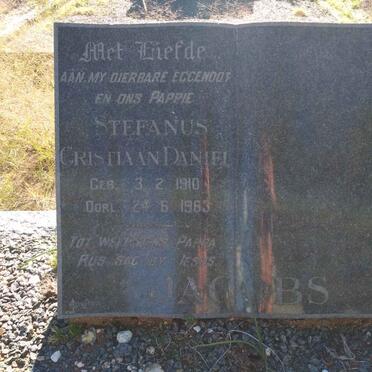 Met Liefde
AAN MY DIERBARE EGGENOOT
EN ONS PAPPIE
STEFANUS
CRISTIAAN DANIEL
GEB. 3. 2. 1910
OORL. 24. 6. 1963
TOT WEERSIENS PAPPA
RUS SAG BY JESUS
JACOBS